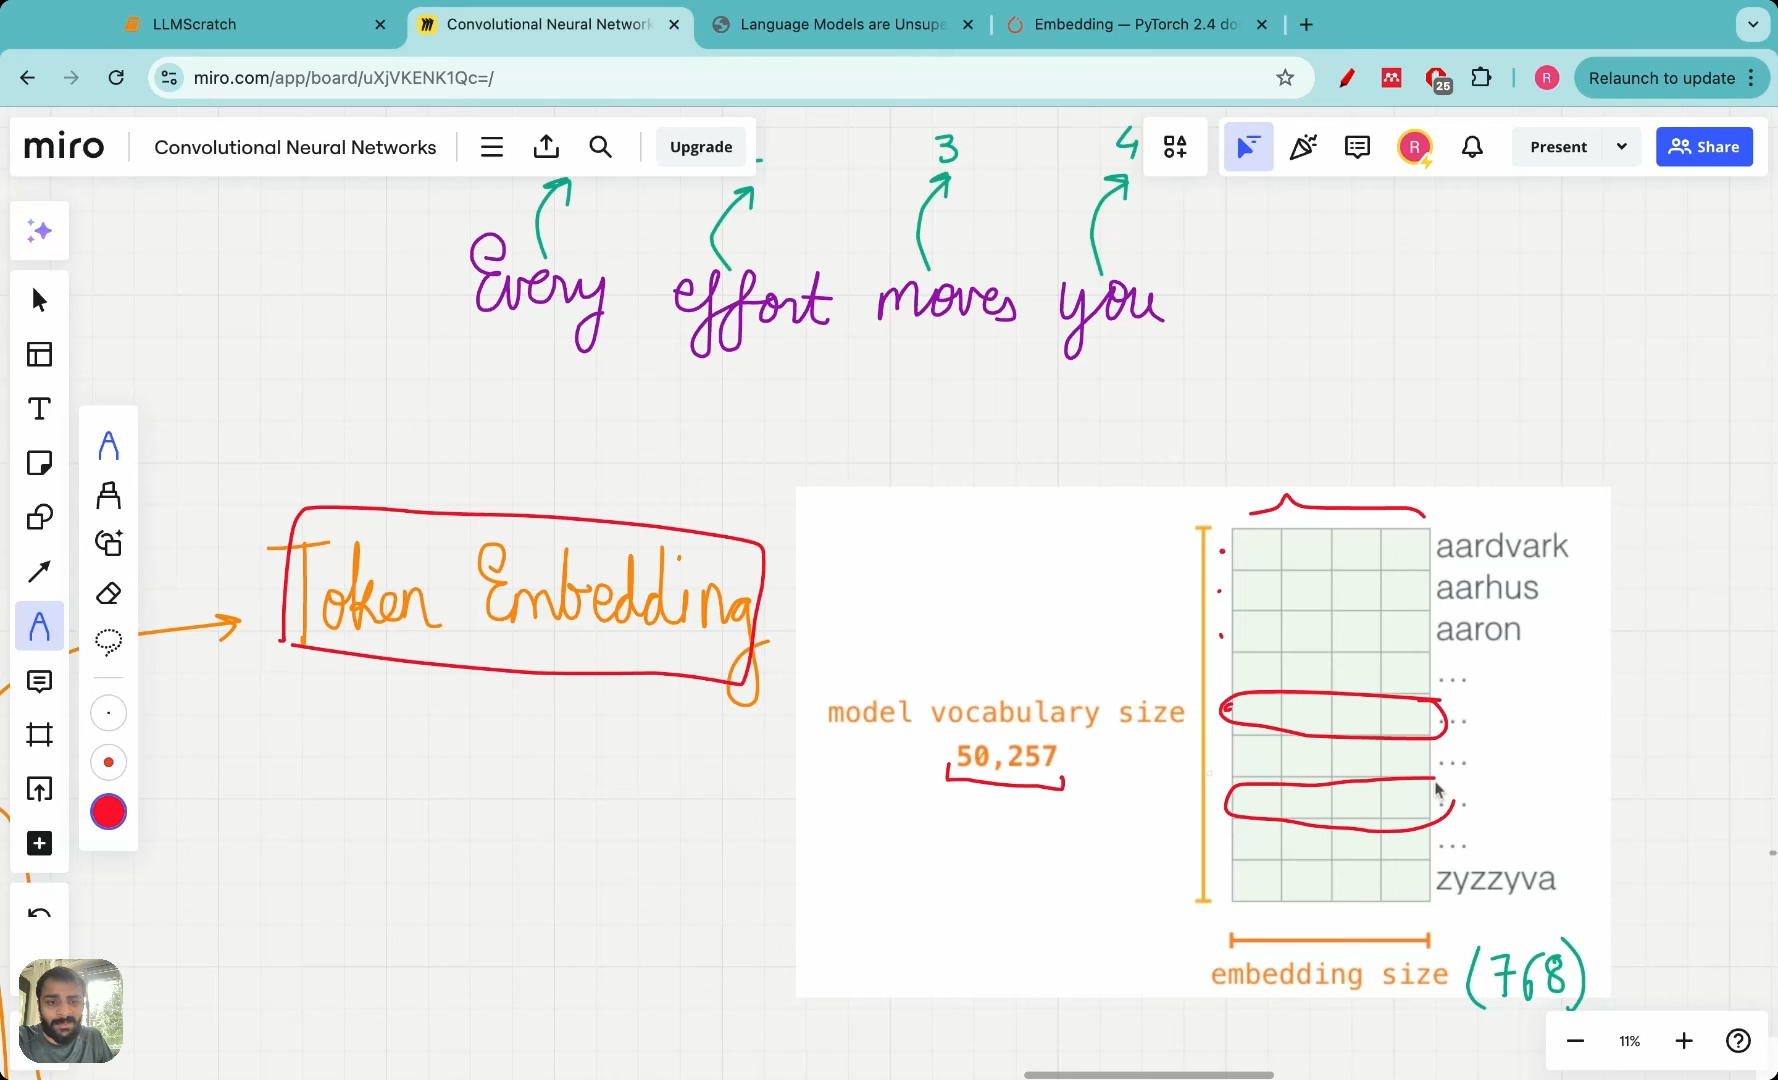 LLMScratch
Convolutional Neural Network
Language Models are Unsupe
Embedding — PyTorch 2.4 do
miro.com/app/board/uXjVKENK1Qc=/
25
R
Relaunch to update
miro
Convolutional Neural Networks
Upgrade
R
Present
Share
3 4
Every effort moves you
Token Embedding
aardvark
aarhus
aaron
...
...
model vocabulary size
50,257
...
...
...
zyzzyva
embedding size (768)
11%